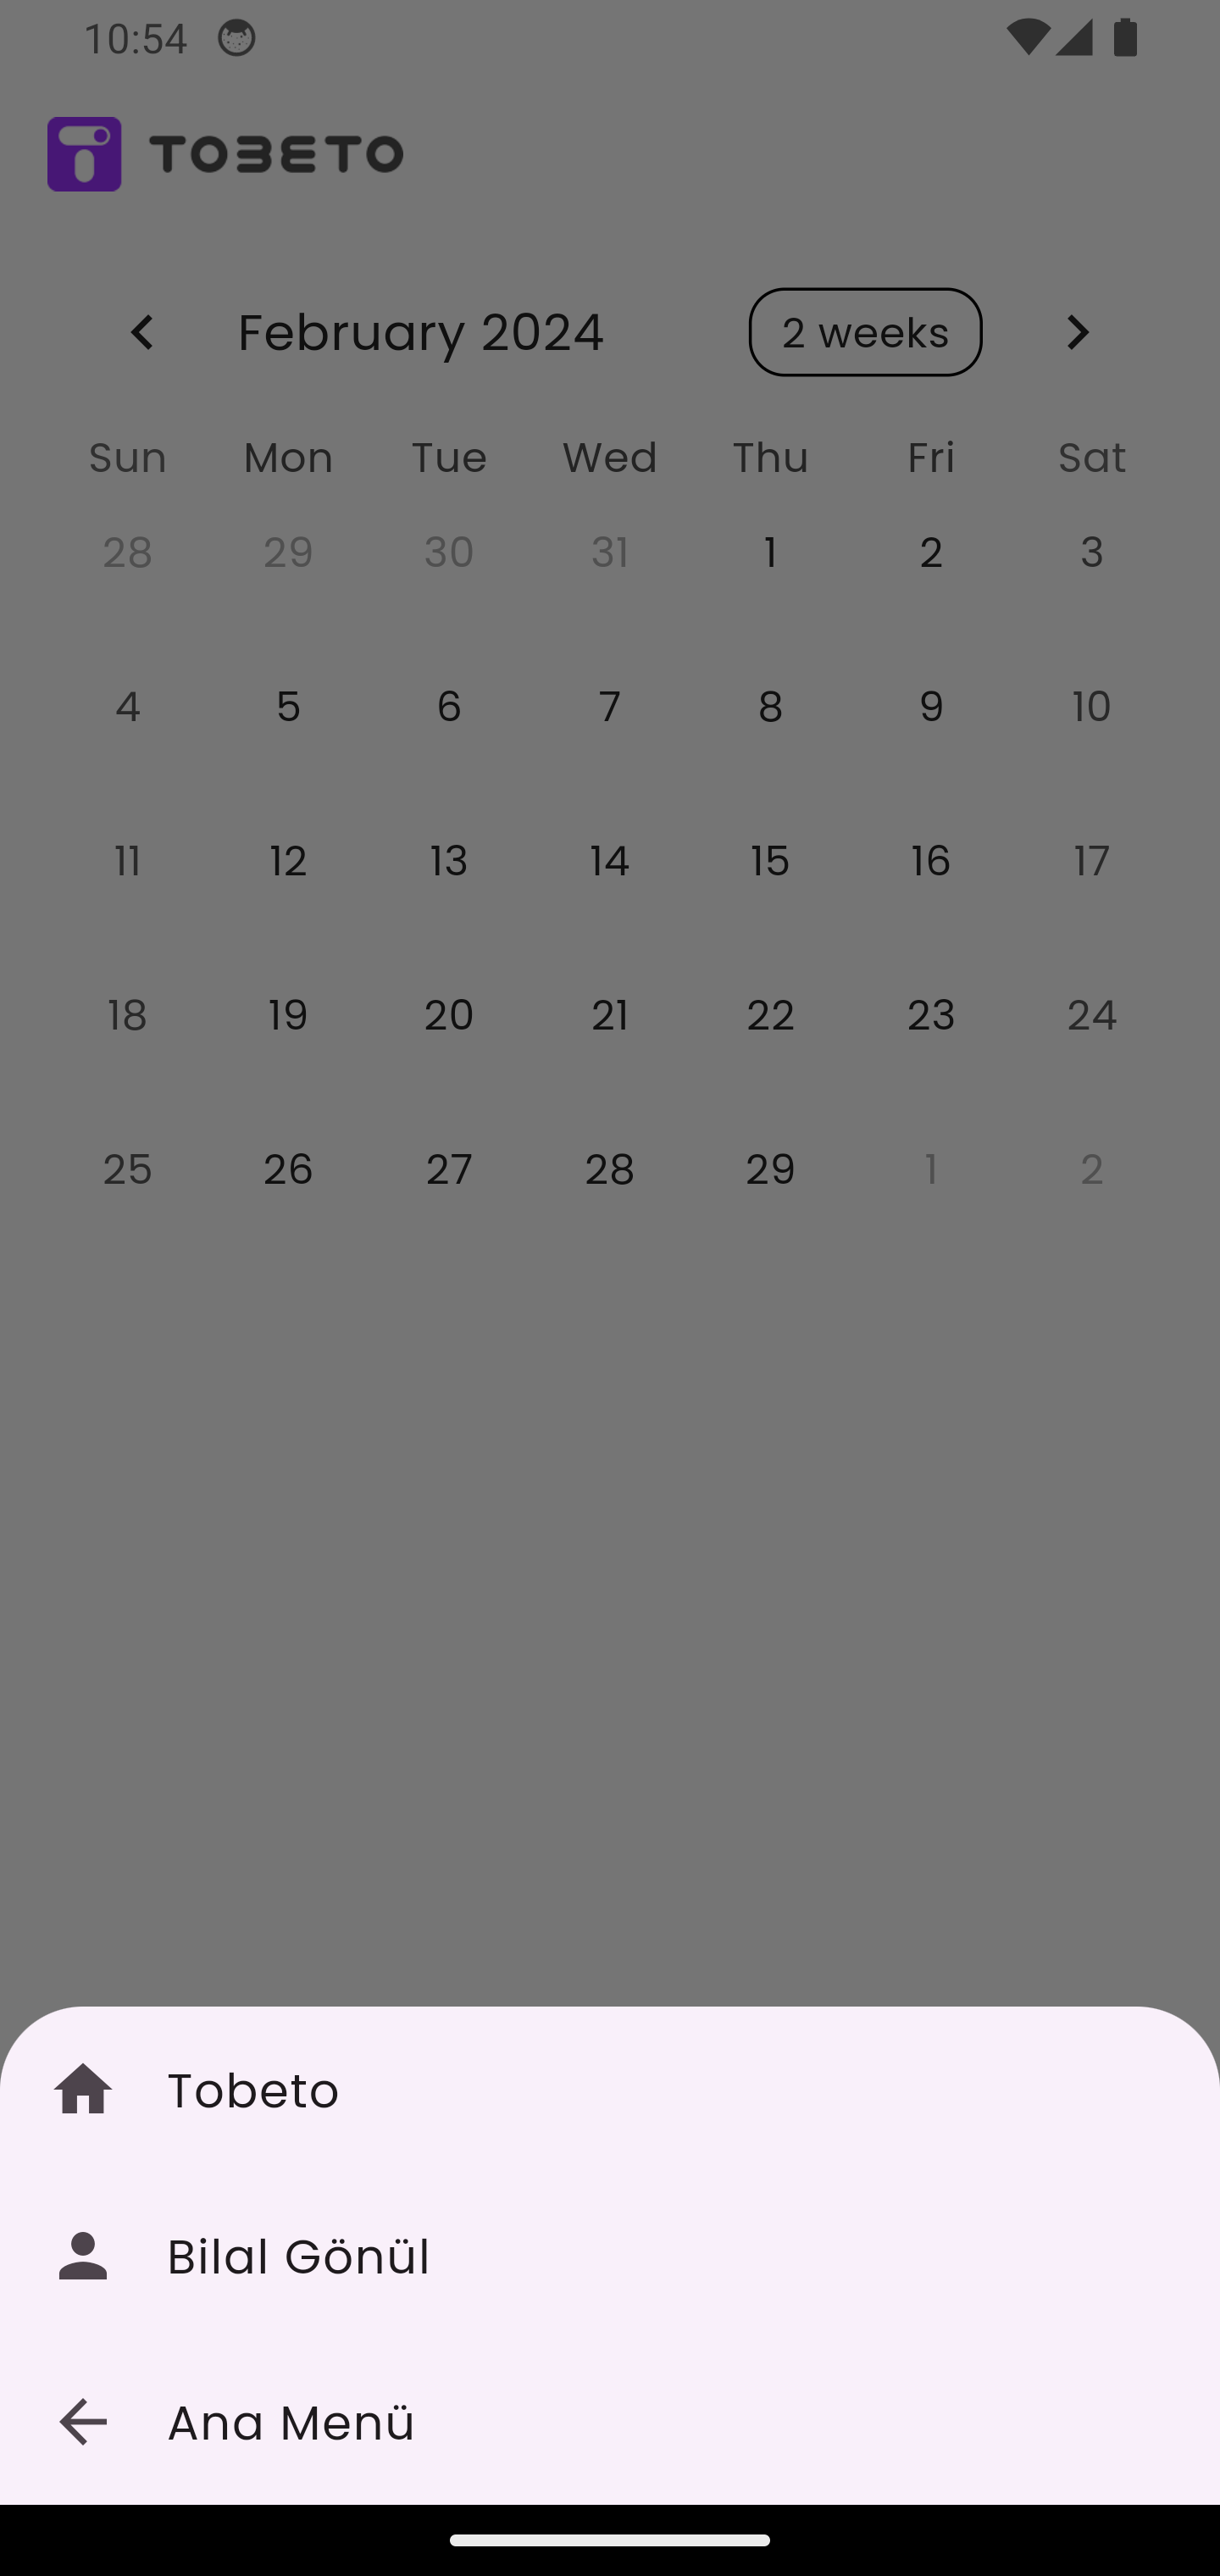 10:54
TOBETO
February 2024 2 weeks
Sun Mon Tue Wed Thu Fri Sat
28 29 30 31 1 2 3
4 5 6 7 8 9 10
11 12 13 14 15 16 17
18 19 20 21 22 23 24
25 26 27 28 29 1 2
Tobeto
Bilal Gönül
Ana Menü